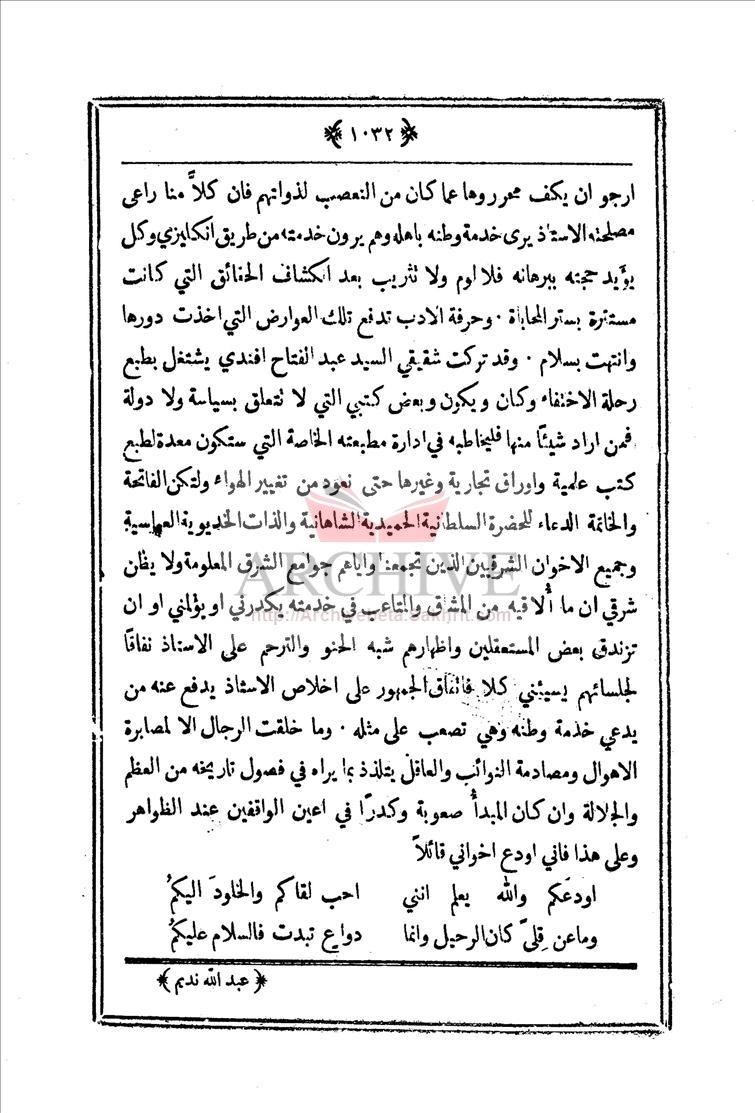 ﴿١٠٣٢﴾
ارجو ان يكف محرروها عما كان من التعصب لذواتهم فان كلاًّ منا راعى
مصلحته الاستاذ يرى خدمة وطنه باهله وهم يرون خدمته من طريق انكليزي وكل
يؤيد حجته ببرهانه فلا لوم ولا تثريب بعد انكشاف الحقائق التي كانت
مستترة بستر المحاباة ٠ وحرفة الادب تدفع تلك العوارض التي اخذت دورها
وانتهت بسلام ٠ وقد تركت شقيقي السيد عبد الفتاح افندي يشتغل بطبع
رحلة الاختفاء وكان ويكون وبعض كتبي التي لا تتعلق بسياسة ولا دولة
فمن اراد شيئاً منها فليخاطبه في ادارة مطبعته الخاصة التي ستكون معدة لطبع
كتب علمية واوراق تجارية وغيرها حتى نعود من تغيير الهواء ولتكن الفاتحة
والخاتمة الدعاء للحضرة السلطانية الحميدية الشاهانية والذات الخديوية العباسية
وجميع الاخوان الشرقيين الذين تجمعنا واياهم جوامع الشرق المعلومة ولا يظن
شرقي ان ما أُلاقيه من المشاق والمتاعب في خدمته يكدرني او يؤلمني او ان
تزندق بعض المستعقلين واظهارهم شبه الحنو والترحم على الاستاذ نفاقاً
لجلسائهم يسيئني كلا فاتفاق الجمهور على اخلاص الاستاذ يدفع عنه من
يدعي خدمة وطنه وهي تصعب على مثله ٠ وما خلقت الرجال الا لمصابرة
الاهوال ومصادمة النوائب والعاقل يتلذذ بما يراه في فصول تاريخه من العظم
والجلالة وان كان المبدأُ صعوبة وكدراً في اعين الواقفين عند الظواهر
وعلى هذا فاني اودع اخواني قائلاً
اودعكم والله يعلم انني احب لقاكم والخلودَ اليكمُ
وما عن قِلىً كان الرحيل وانما دواعٍ تبدت فالسلام عليكمُ
﴿عبد الله نديم﴾
ARCHIVE
http://Archivebeta.Sakhrit.com